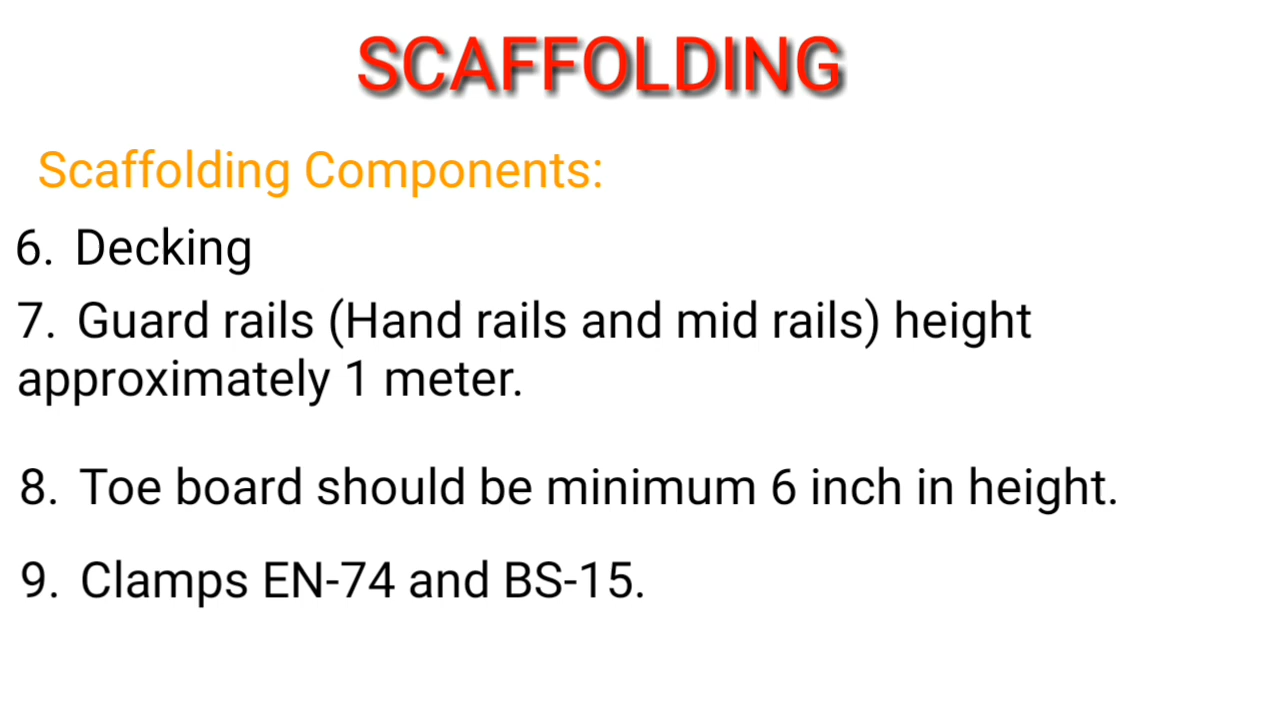 SCAFFOLDING
Scaffolding Components:
6. Decking
7. Guard rails (Hand rails and mid rails) height
approximately 1 meter.
8. Toe board should be minimum 6 inch in height.
9. Clamps EN-74 and BS-15.